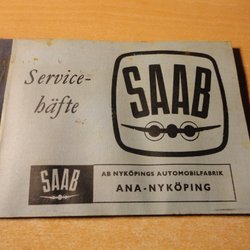 Service-
häfte
SAAB
SAAB
AB NYKÖPINGS AUTOMOBILFABRIK
ANA-NYKÖPING